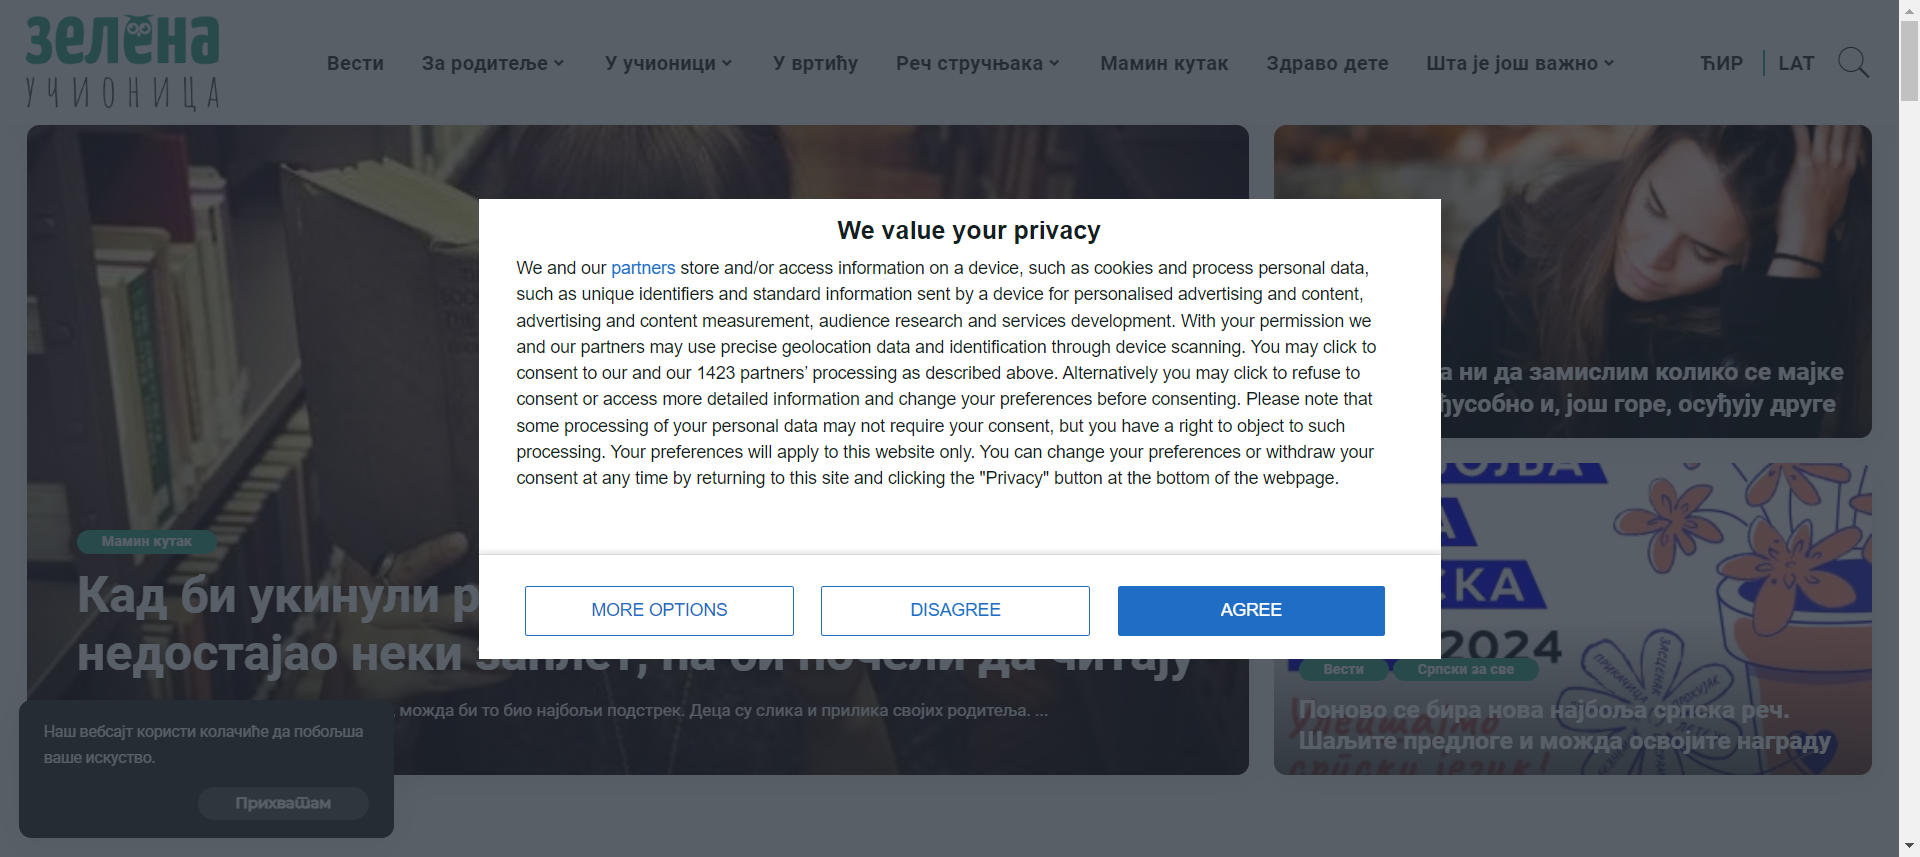 зелена
УЧИОНИЦА
Вести
За родитеље
У учионици
У вртићу
Реч стручњака
Мамин кутак
Здраво дете
Шта је још важно
ЋИР
LAT
We value your privacy
We and our partners store and/or access information on a device, such as cookies and process personal data,
such as unique identifiers and standard information sent by a device for personalised advertising and content,
advertising and content measurement, audience research and services development. With your permission we
and our partners may use precise geolocation data and identification through device scanning. You may click to
consent to our and our 1423 partners’ processing as described above. Alternatively you may click to refuse to
consent or access more detailed information and change your preferences before consenting. Please note that
some processing of your personal data may not require your consent, but you have a right to object to such
processing. Your preferences will apply to this website only. You can change your preferences or withdraw your
consent at any time by returning to this site and clicking the "Privacy" button at the bottom of the webpage.
MORE OPTIONS
DISAGREE
AGREE
Мамин кутак
Кад би укинули
недостајао неки заплет, па би почели да читају
можда би то био најбољи подстрек. Деца су слика и прилика својих родитеља. ...
ни да замислим колико се мајке
и, још горе, осуђују друге
2024
Вести
Српски за све
Поново се бира нова најбоља српска реч.
Шаљите предлоге и можда освојите награду
Наш вебсајт користи колачиће да побољша
ваше искуство.
Прихватам